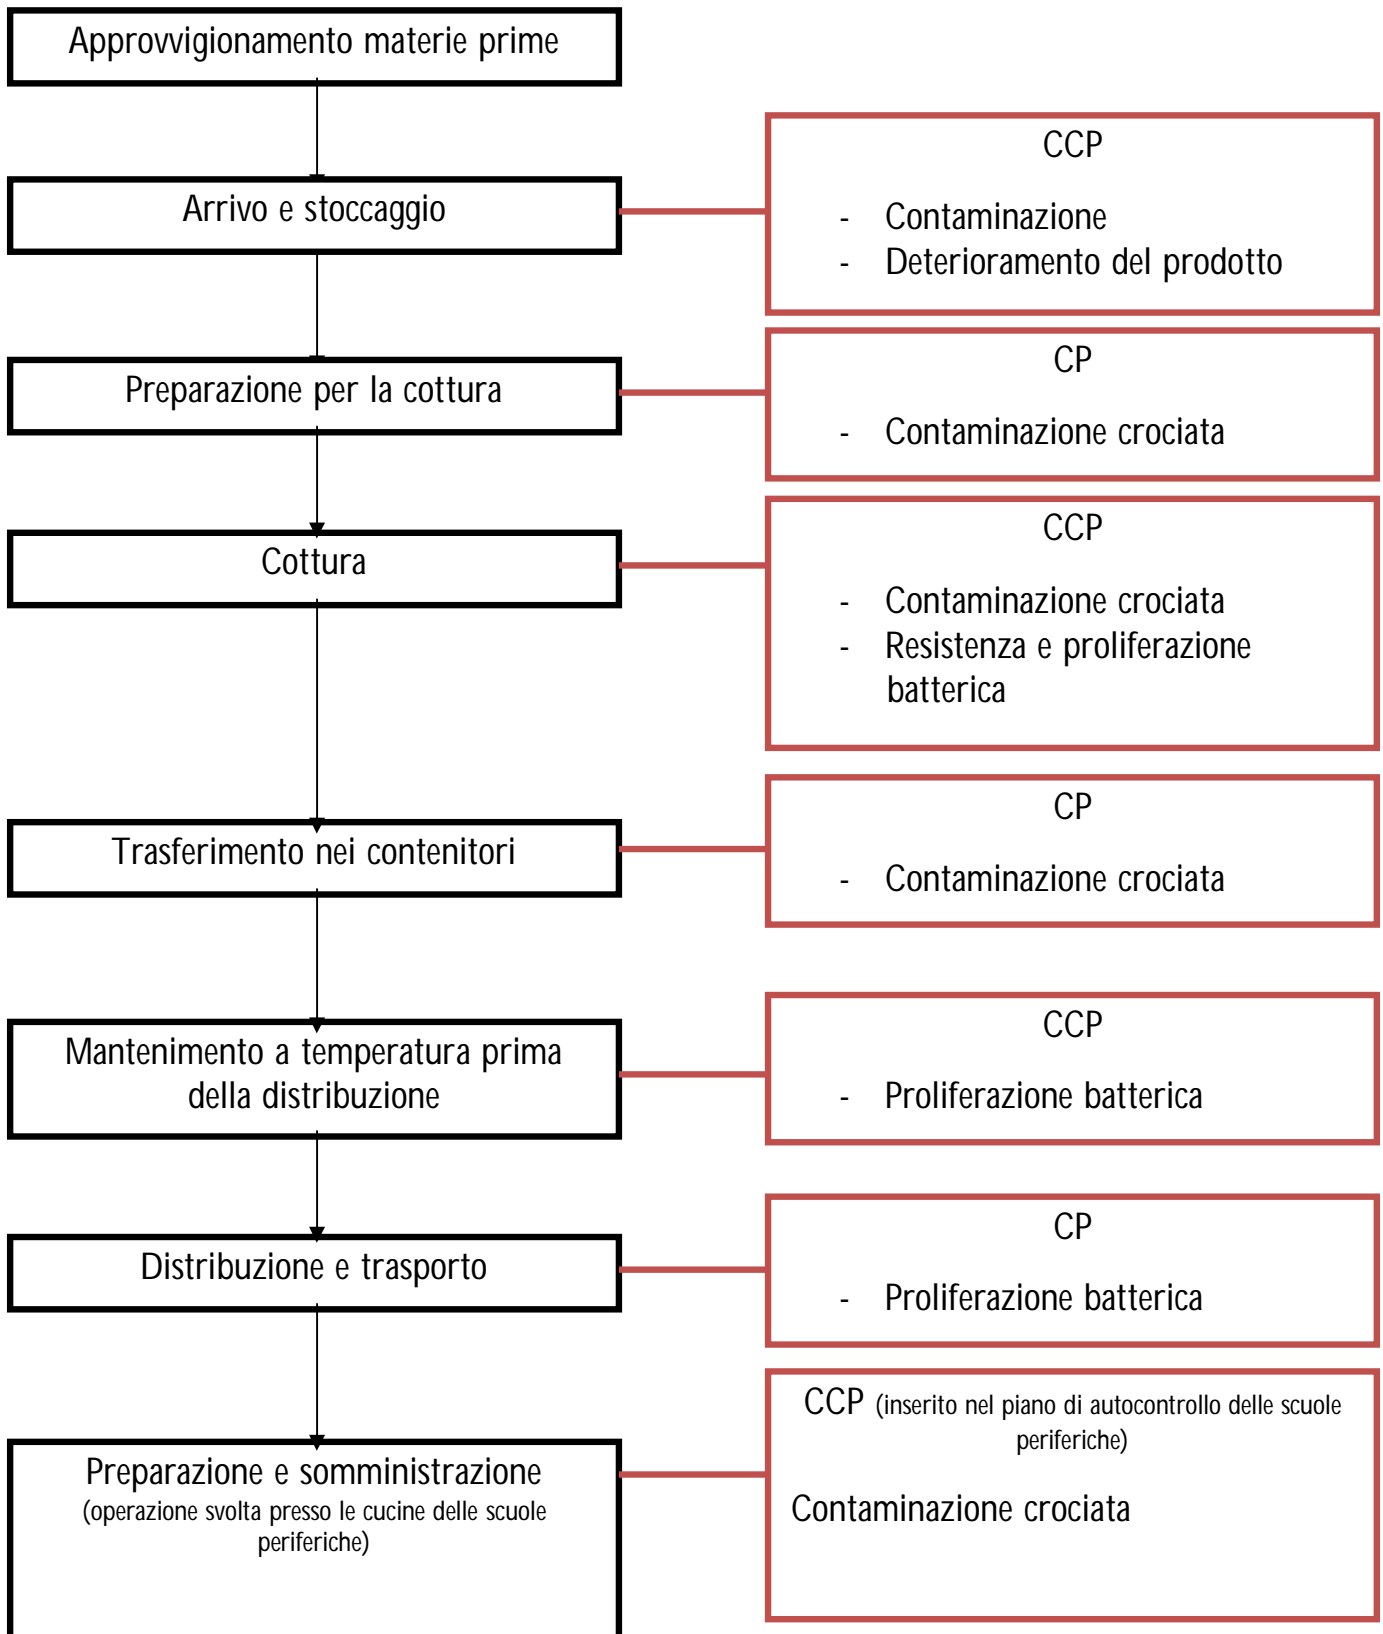 Approvvigionamento materie prime
CCP
Arrivo e stoccaggio
- Contaminazione
- Deterioramento del prodotto
CP
Preparazione per la cottura
- Contaminazione crociata
CCP
Cottura
- Contaminazione crociata
- Resistenza e proliferazione
batterica
CP
Trasferimento nei contenitori
- Contaminazione crociata
CCP
Mantenimento a temperatura prima
della distribuzione
- Proliferazione batterica
CP
Distribuzione e trasporto
- Proliferazione batterica
CCP (inserito nel piano di autocontrollo delle scuole
periferiche)
Preparazione e somministrazione
(operazione svolta presso le cucine delle scuole
periferiche)
Contaminazione crociata